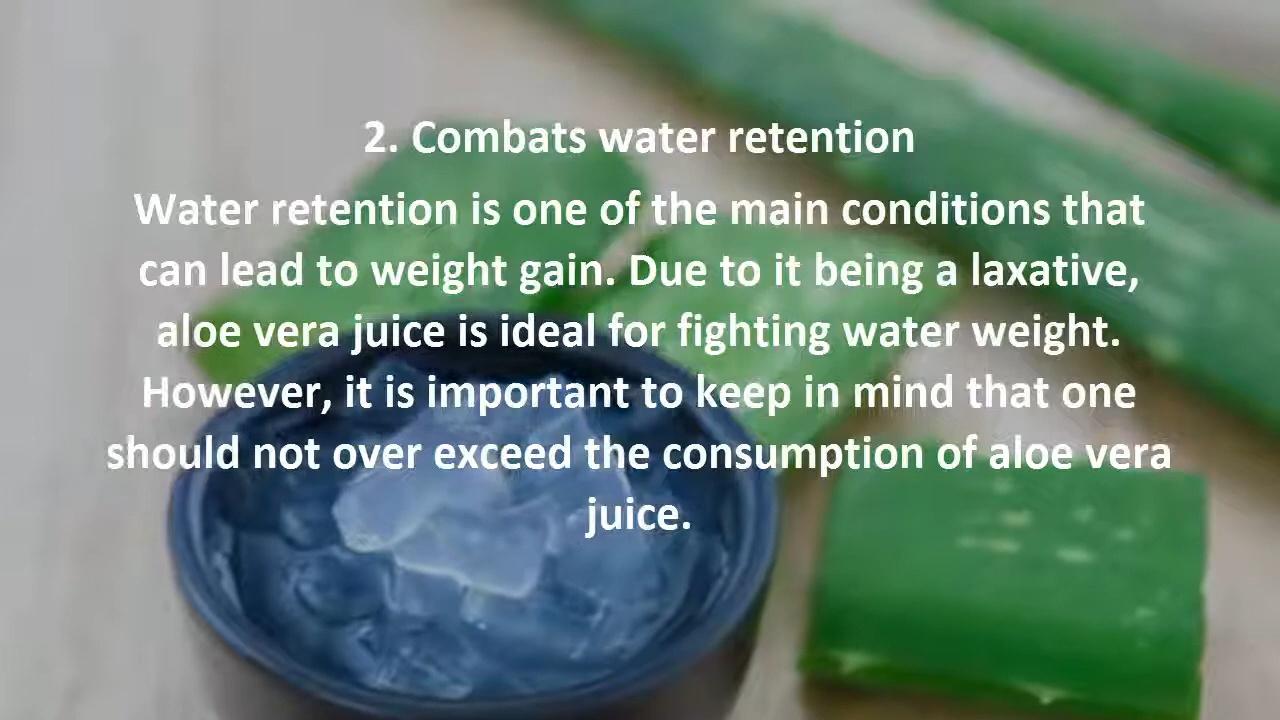 2. Combats water retention
Water retention is one of the main conditions that
can lead to weight gain. Due to it being a laxative,
aloe vera juice is ideal for fighting water weight.
However, it is important to keep in mind that one
should not over exceed the consumption of aloe vera
juice.